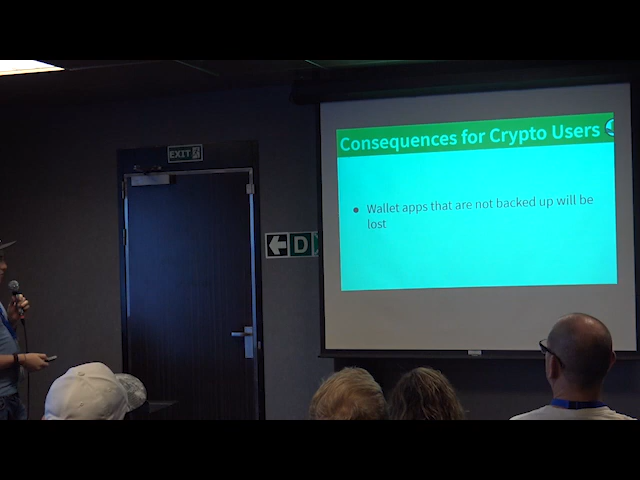 Consequences for Crypto Users
EXIT
• Wallet apps that are not backed up will be
lost
D